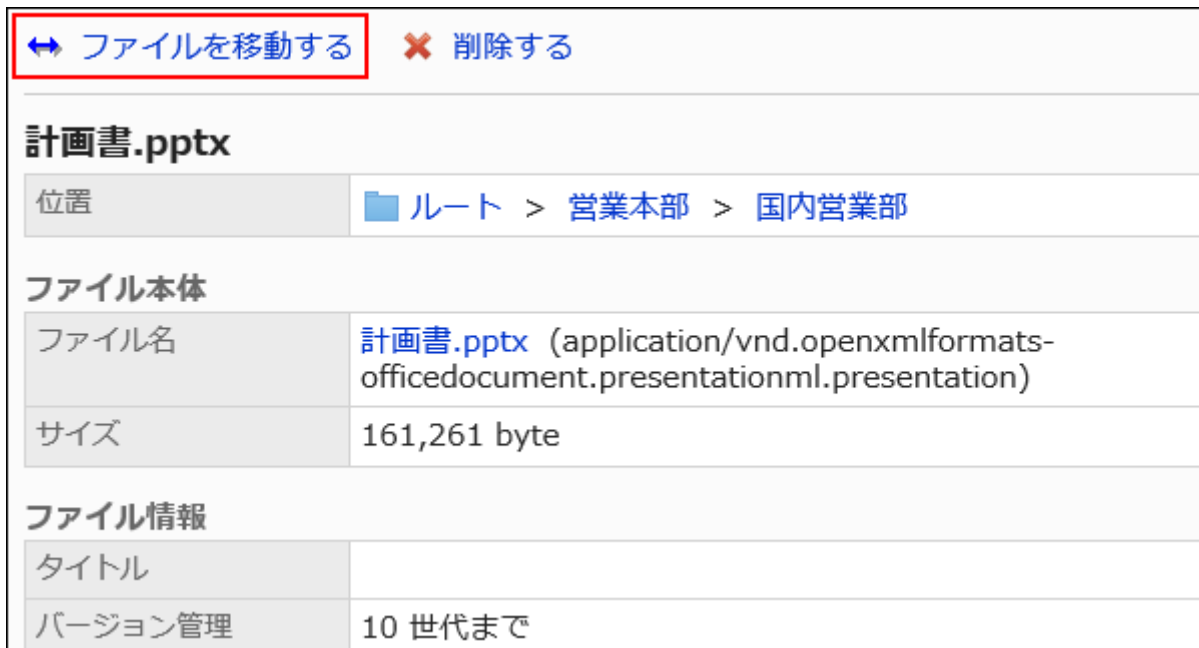 ファイルを移動する 削除する
計画書.pptx
位置 ルート > 営業本部 > 国内営業部
ファイル本体
ファイル名 計画書.pptx (application/vnd.openxmlformats-
officedocument.presentationml.presentation)
サイズ 161,261 byte
ファイル情報
タイトル
バージョン管理 10 世代まで